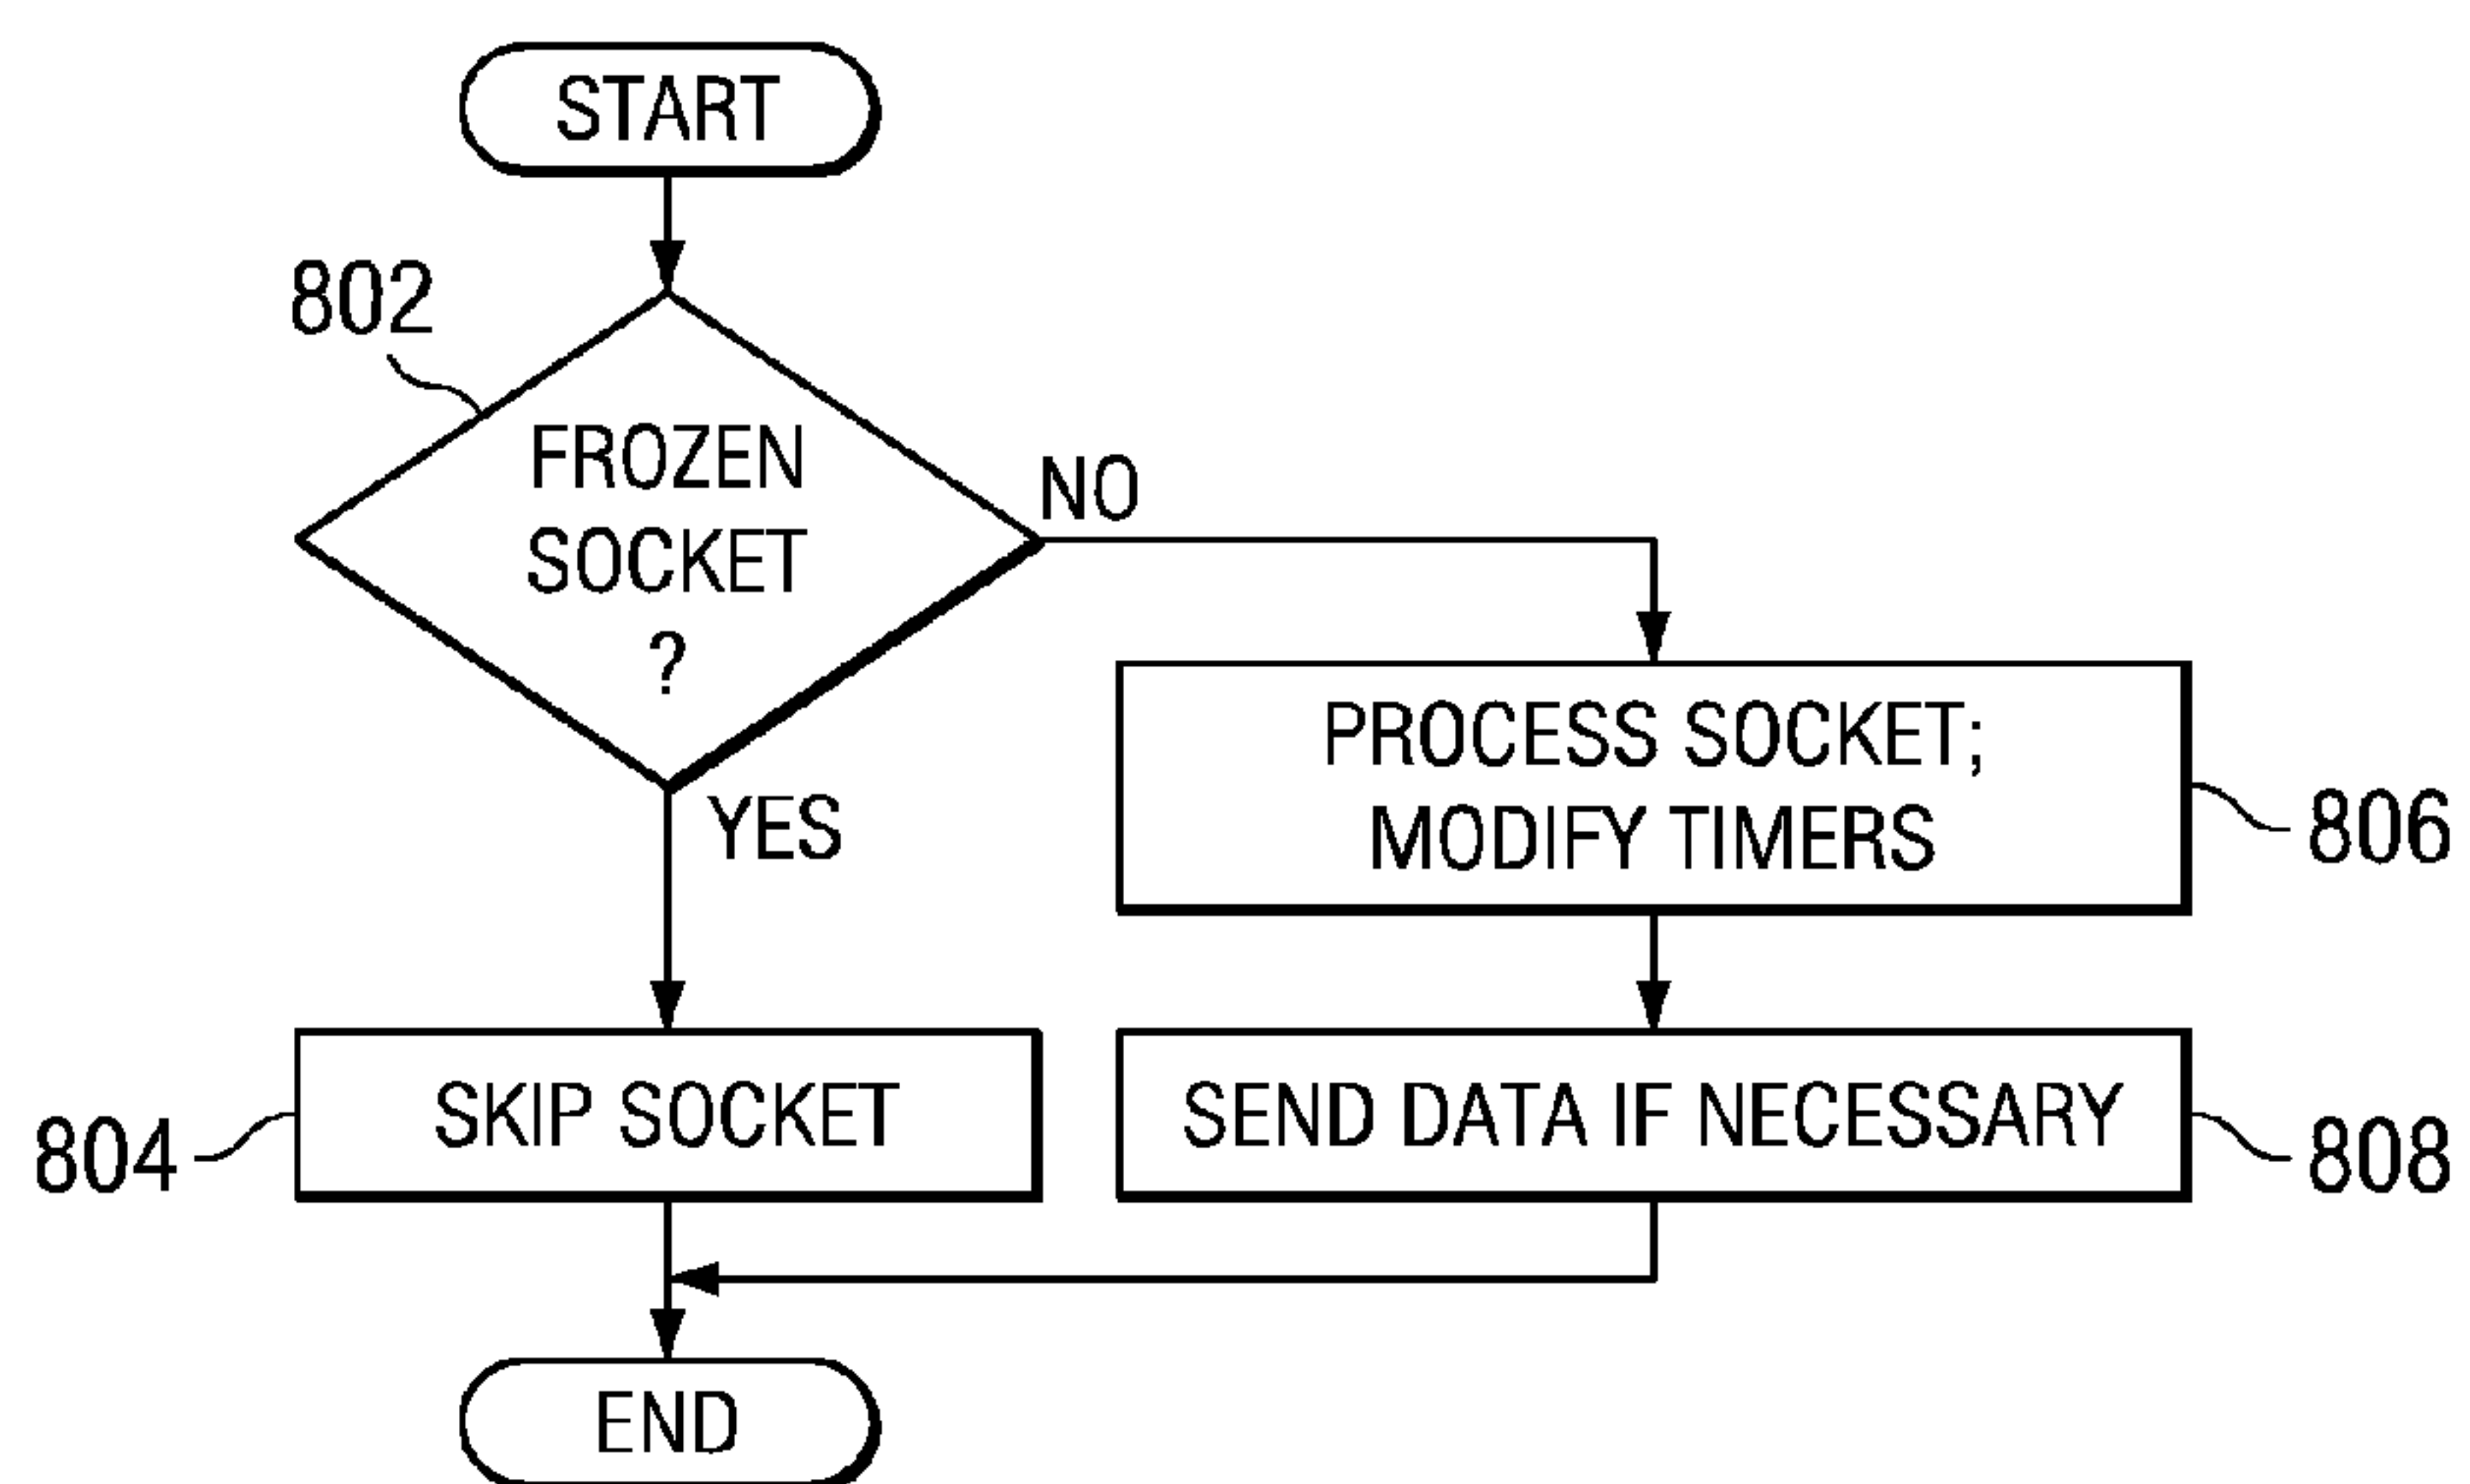 START
802
FROZEN
SOCKET
?
NO
YES
PROCESS SOCKET;
MODIFY TIMERS
806
804
SKIP SOCKET
SEND DATA IF NECESSARY
808
END